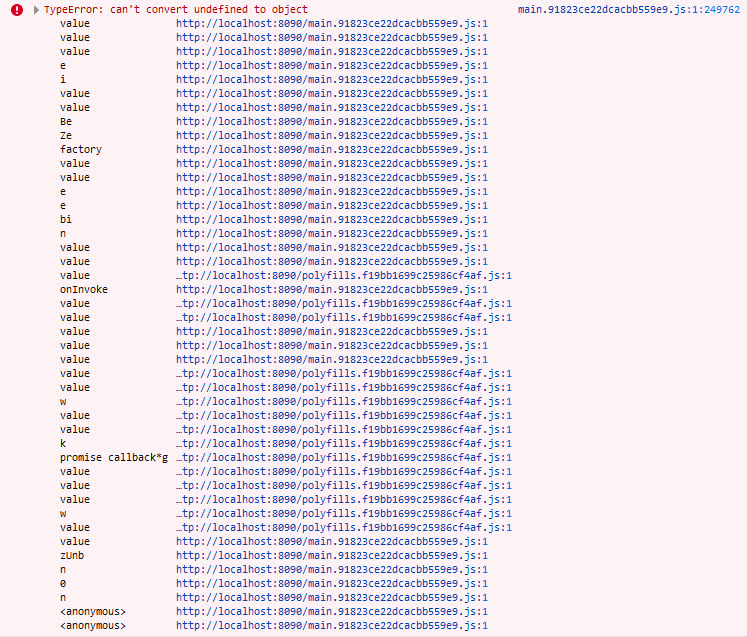 TypeError: can't convert undefined to object main.91823ce22dcacbb559e9.js:1:249762
value http://localhost:8090/main.91823ce22dcacbb559e9.js:1
value http://localhost:8090/main.91823ce22dcacbb559e9.js:1
value http://localhost:8090/main.91823ce22dcacbb559e9.js:1
e http://localhost:8090/main.91823ce22dcacbb559e9.js:1
i http://localhost:8090/main.91823ce22dcacbb559e9.js:1
value http://localhost:8090/main.91823ce22dcacbb559e9.js:1
value http://localhost:8090/main.91823ce22dcacbb559e9.js:1
Be http://localhost:8090/main.91823ce22dcacbb559e9.js:1
Ze http://localhost:8090/main.91823ce22dcacbb559e9.js:1
factory http://localhost:8090/main.91823ce22dcacbb559e9.js:1
value http://localhost:8090/main.91823ce22dcacbb559e9.js:1
value http://localhost:8090/main.91823ce22dcacbb559e9.js:1
e http://localhost:8090/main.91823ce22dcacbb559e9.js:1
e http://localhost:8090/main.91823ce22dcacbb559e9.js:1
bi http://localhost:8090/main.91823ce22dcacbb559e9.js:1
n http://localhost:8090/main.91823ce22dcacbb559e9.js:1
value http://localhost:8090/main.91823ce22dcacbb559e9.js:1
value http://localhost:8090/main.91823ce22dcacbb559e9.js:1
value …tp://localhost:8090/polyfills.f19bb1699c25986cf4af.js:1
onInvoke http://localhost:8090/main.91823ce22dcacbb559e9.js:1
value …tp://localhost:8090/polyfills.f19bb1699c25986cf4af.js:1
value …tp://localhost:8090/polyfills.f19bb1699c25986cf4af.js:1
value http://localhost:8090/main.91823ce22dcacbb559e9.js:1
value http://localhost:8090/main.91823ce22dcacbb559e9.js:1
value http://localhost:8090/main.91823ce22dcacbb559e9.js:1
value …tp://localhost:8090/polyfills.f19bb1699c25986cf4af.js:1
value …tp://localhost:8090/polyfills.f19bb1699c25986cf4af.js:1
w …tp://localhost:8090/polyfills.f19bb1699c25986cf4af.js:1
value …tp://localhost:8090/polyfills.f19bb1699c25986cf4af.js:1
value …tp://localhost:8090/polyfills.f19bb1699c25986cf4af.js:1
k …tp://localhost:8090/polyfills.f19bb1699c25986cf4af.js:1
promise callback*g …tp://localhost:8090/polyfills.f19bb1699c25986cf4af.js:1
value …tp://localhost:8090/polyfills.f19bb1699c25986cf4af.js:1
value …tp://localhost:8090/polyfills.f19bb1699c25986cf4af.js:1
value …tp://localhost:8090/polyfills.f19bb1699c25986cf4af.js:1
w …tp://localhost:8090/polyfills.f19bb1699c25986cf4af.js:1
value …tp://localhost:8090/polyfills.f19bb1699c25986cf4af.js:1
value http://localhost:8090/main.91823ce22dcacbb559e9.js:1
zUnb http://localhost:8090/main.91823ce22dcacbb559e9.js:1
n http://localhost:8090/main.91823ce22dcacbb559e9.js:1
0 http://localhost:8090/main.91823ce22dcacbb559e9.js:1
n http://localhost:8090/main.91823ce22dcacbb559e9.js:1
<anonymous> http://localhost:8090/main.91823ce22dcacbb559e9.js:1
<anonymous> http://localhost:8090/main.91823ce22dcacbb559e9.js:1